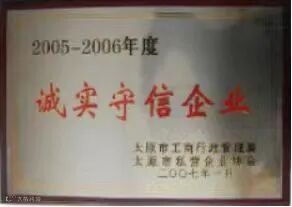 2005-2006年度
诚实守信企业
太原市工商行政管理局
太原市私营企业协会
二〇〇七年一月